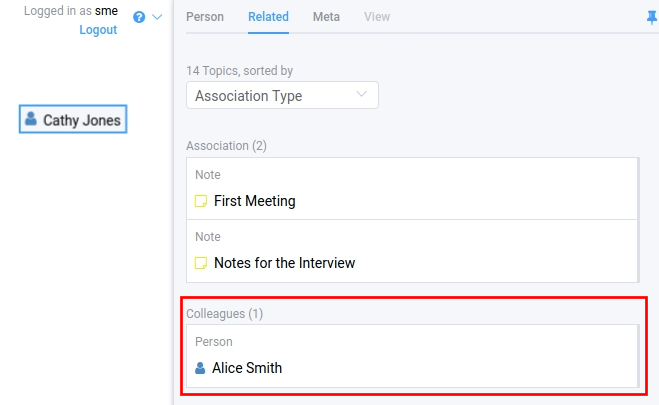 Logged in as sme
Logout
Person Related Meta View
14 Topics, sorted by
Association Type
Cathy Jones
Association (2)
Note
First Meeting
Note
Notes for the Interview
Colleagues (1)
Person
Alice Smith